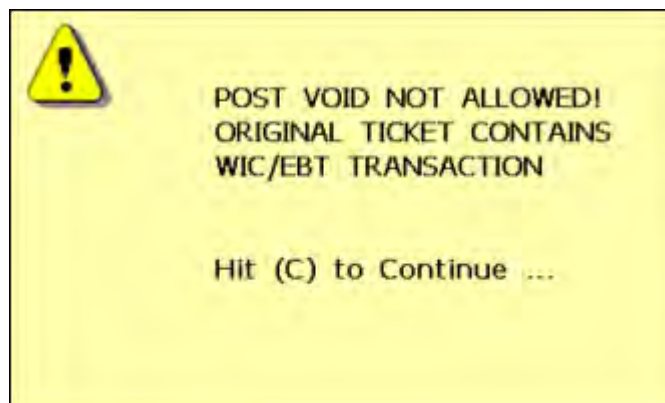 POST VOID NOT ALLOWED!
ORIGINAL TICKET CONTAINS
WIC/EBT TRANSACTION
Hit (C) to Continue ...